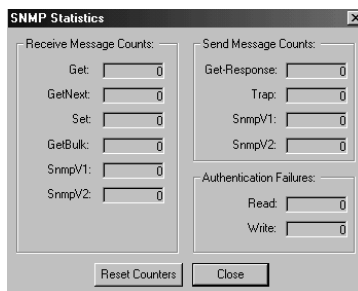 SNMP Statistics
Receive Message Counts:
Get: 0
GetNext: 0
Set: 0
GetBulk: 0
SnmpV1: 0
SnmpV2: 0
Send Message Counts:
Get-Response: 0
Trap: 0
SnmpV1: 0
SnmpV2: 0
Authentication Failures:
Read: 0
Write: 0
Reset Counters
Close